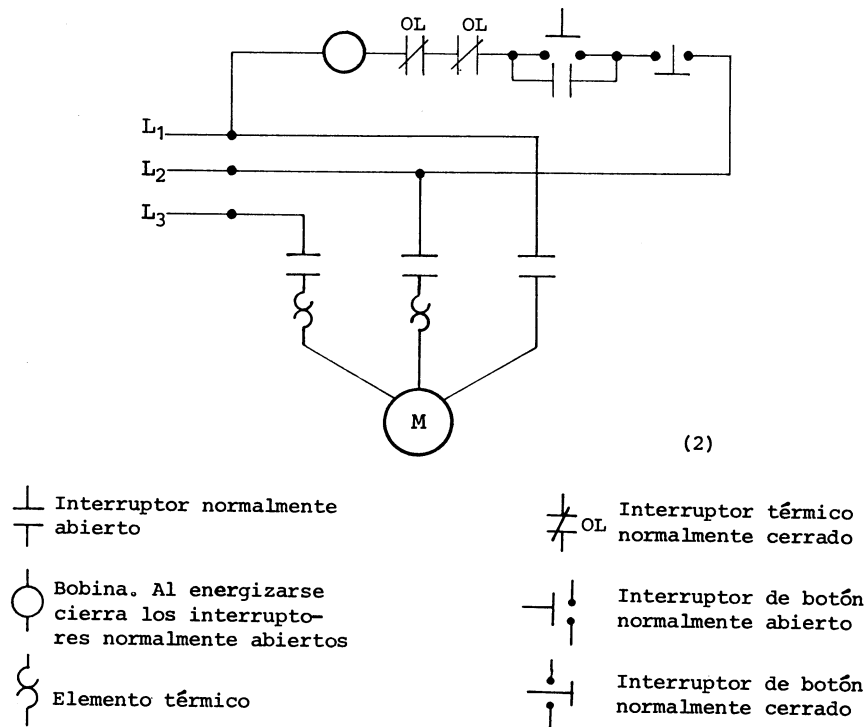 OL OL
L1
L2
L3
M
(2)
Interruptor normalmente
abierto
Bobina. Al energizarse
cierra los interrupto-
res normalmente abiertos
Elemento térmico
OL Interruptor térmico
normalmente cerrado
Interruptor de botón
normalmente abierto
Interruptor de botón
normalmente cerrado